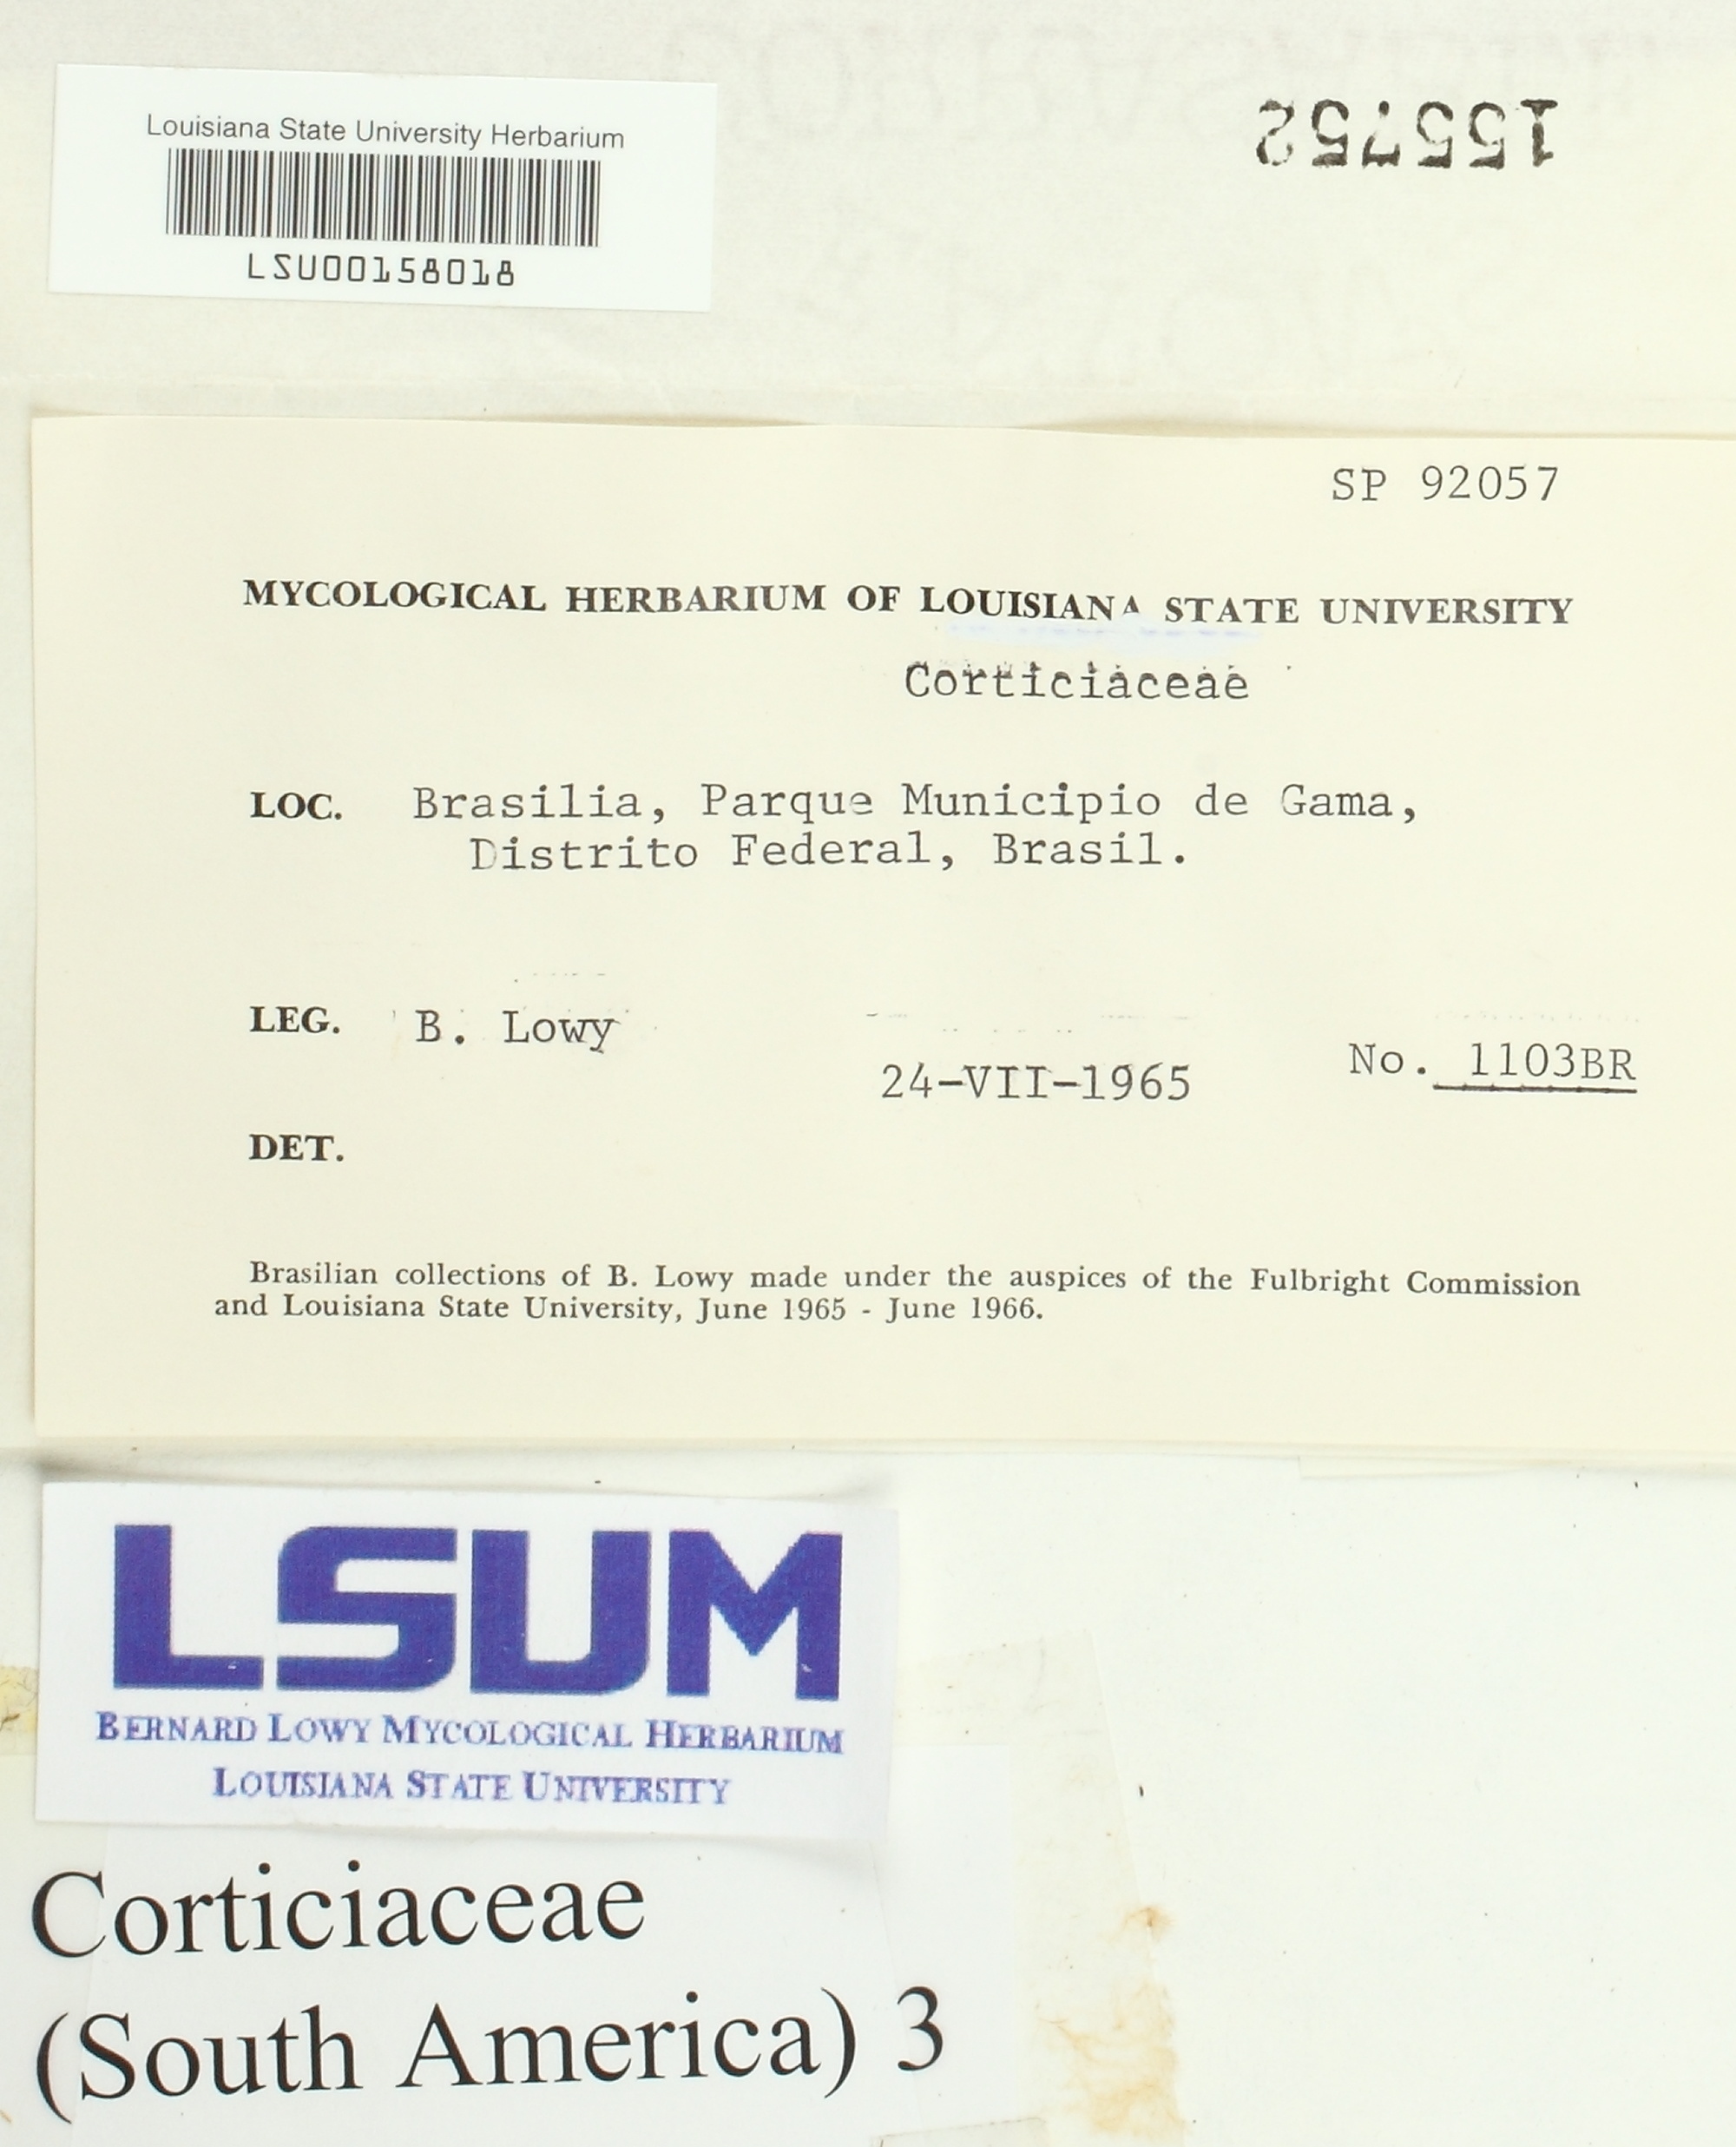 Louisiana State University Herbarium
LSU00158018
155752
SP 92057
MYCOLOGICAL HERBARIUM OF LOUISIANA STATE UNIVERSITY
Corticiaceae
LOC. Brasilia, Parque Municipio de Gama,
Distrito Federal, Brasil.
LEG. B. Lowy
24-VII-1965
No. 1103BR
DET.
Brasilian collections of B. Lowy made under the auspices of the Fulbright Commission
and Louisiana State University, June 1965 - June 1966.
LSUM
BERNARD LOWY MYCOLOGICAL HERBARIUM
LOUISIANA STATE UNIVERSITY
Corticiaceae
(South America) 3